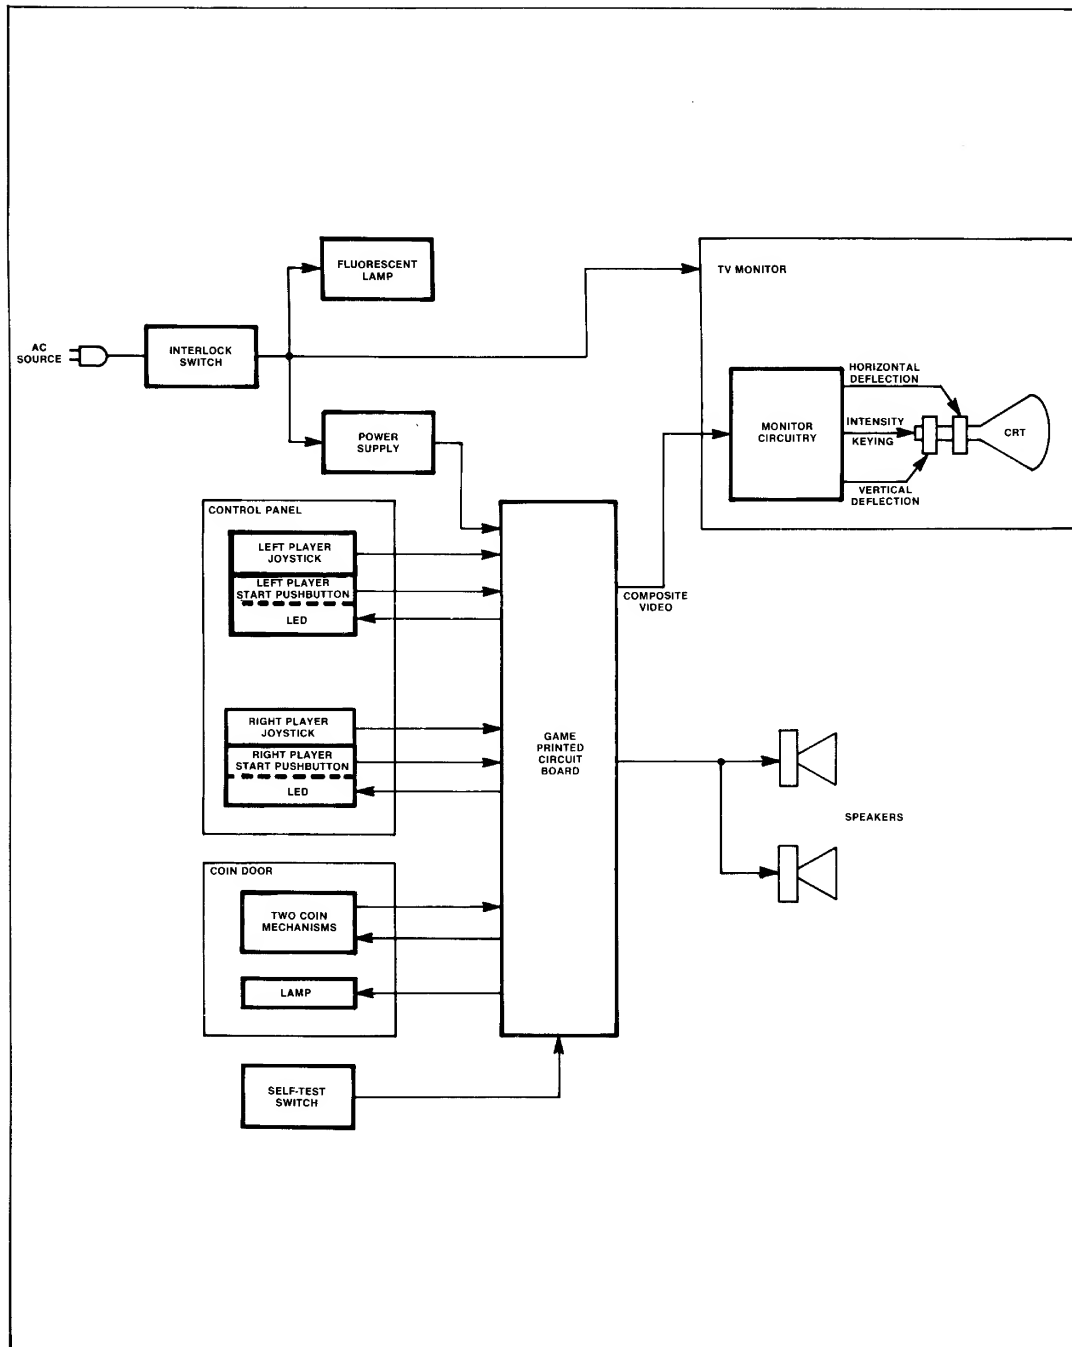 FLUORESCENT
LAMP
TV MONITOR
AC
SOURCE
INTERLOCK
SWITCH
HORIZONTAL
DEFLECTION
MONITOR
CIRCUITRY
INTENSITY
KEYING
CRT
VERTICAL
DEFLECTION
POWER
SUPPLY
CONTROL PANEL
LEFT PLAYER
JOYSTICK
LEFT PLAYER
START PUSHBUTTON
LED
COMPOSITE
VIDEO
RIGHT PLAYER
JOYSTICK
RIGHT PLAYER
START PUSHBUTTON
LED
GAME
PRINTED
CIRCUIT
BOARD
SPEAKERS
COIN DOOR
TWO COIN
MECHANISMS
LAMP
SELF-TEST
SWITCH